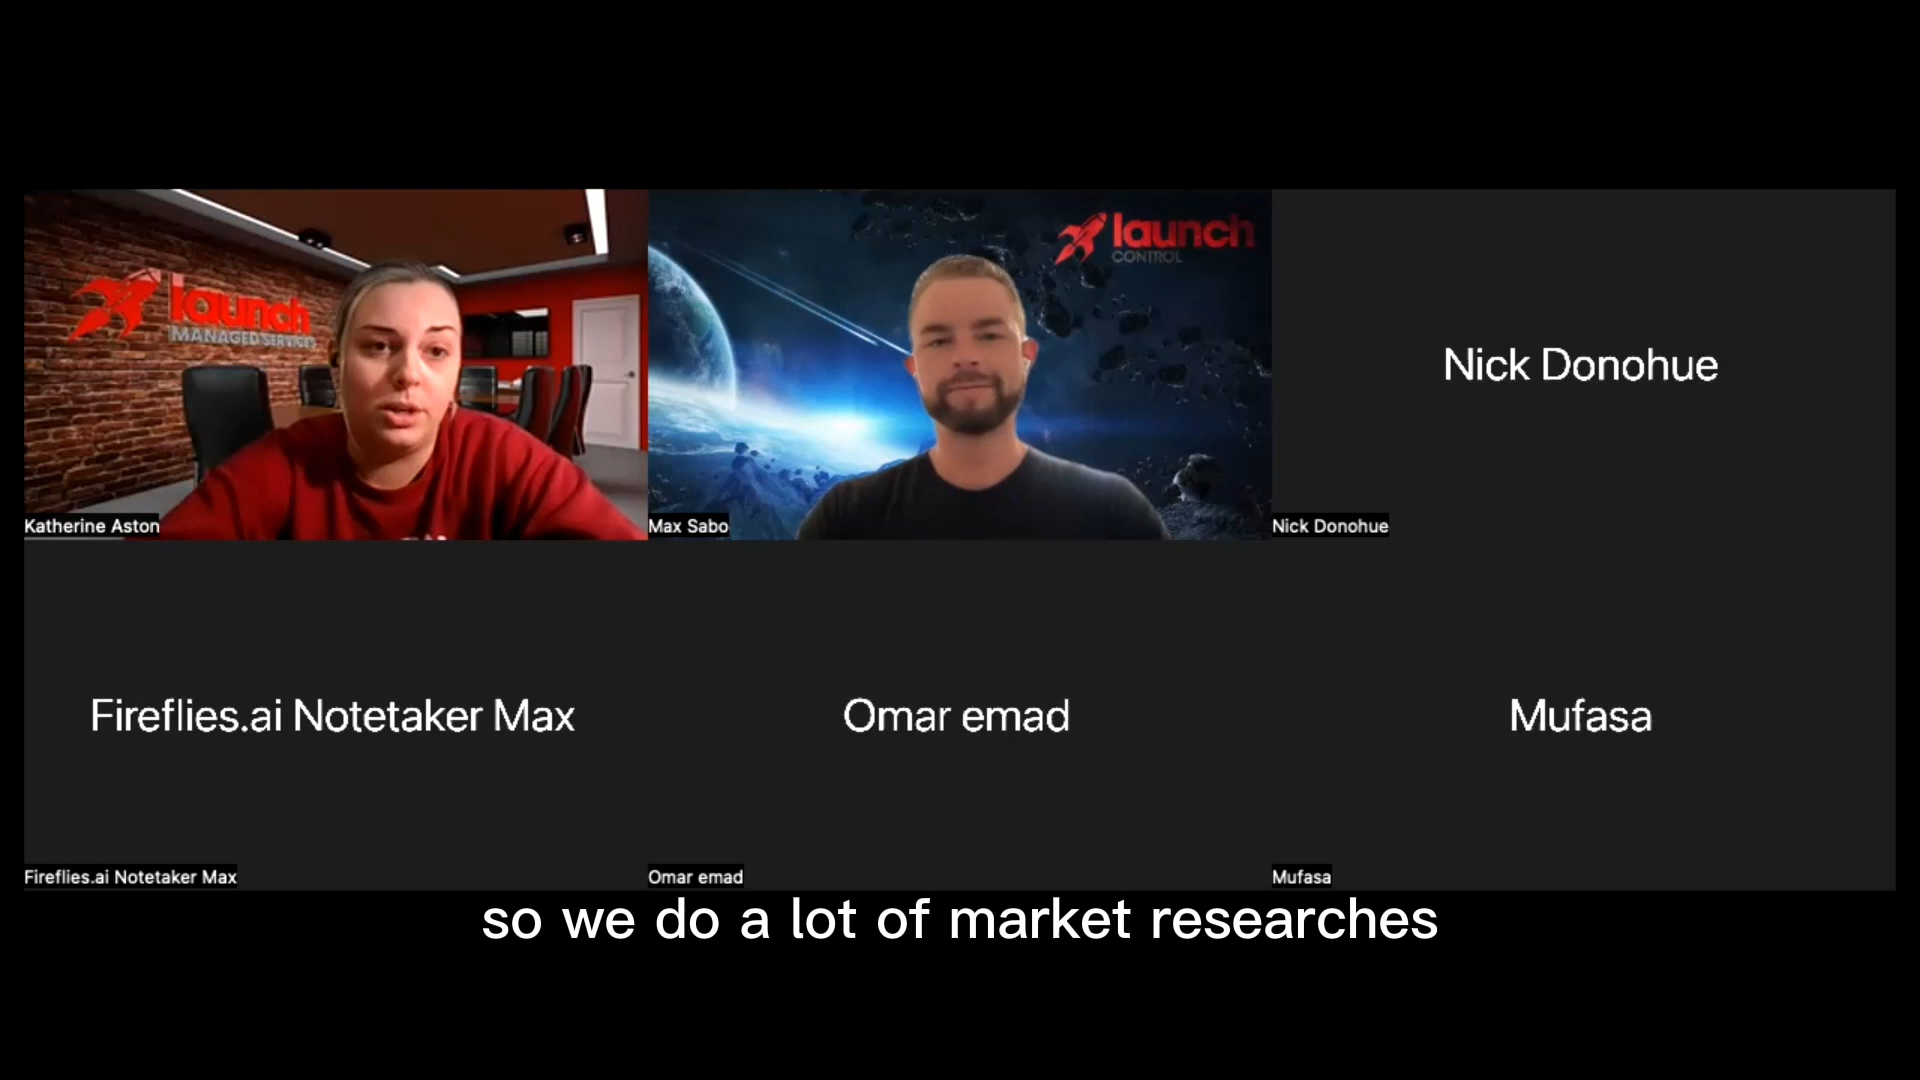 launch
MANAGED SERVICES
Katherine Aston
launch
CONTROL
Max Sabo
Nick Donohue
Nick Donohue
Fireflies.ai Notetaker Max
Fireflies.ai Notetaker Max
Omar emad
Omar emad
Mufasa
Mufasa
so we do a lot of market researches